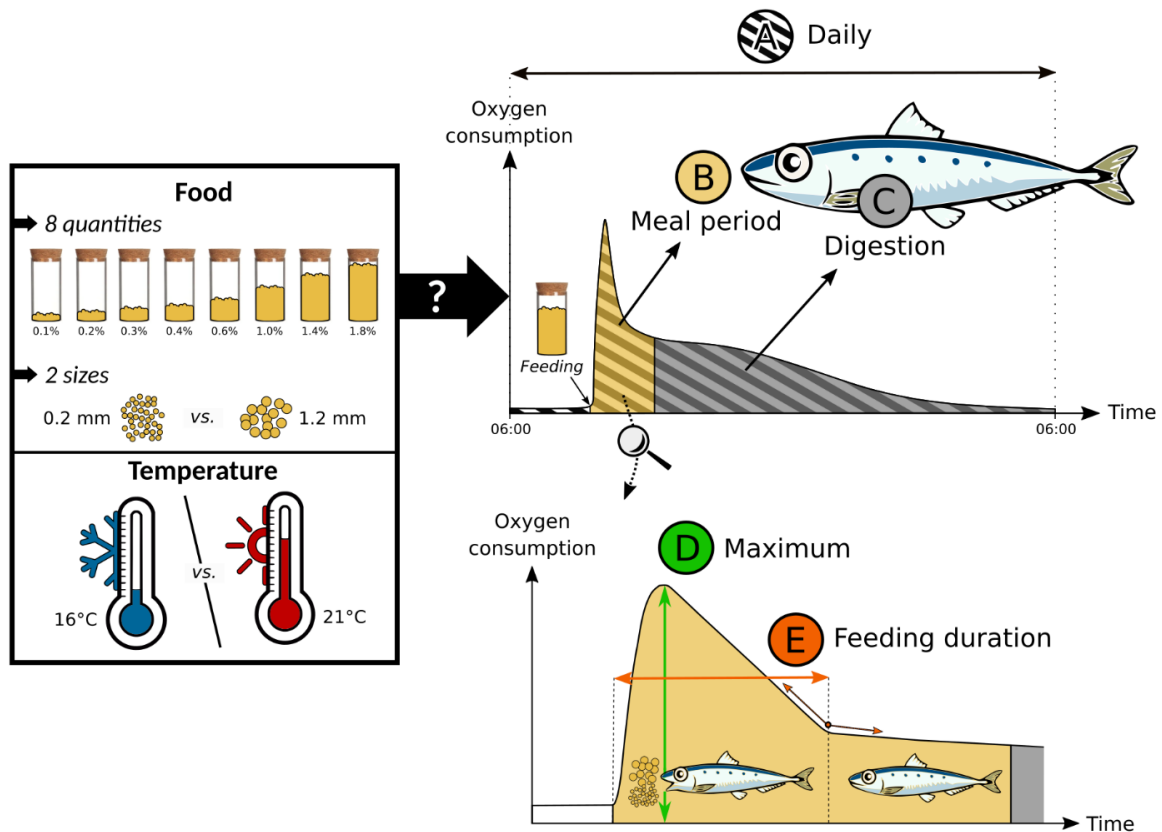 Food
8 quantities
0.1%
0.2%
0.3%
0.4%
0.6%
1.0%
1.4%
1.8%
2 sizes
0.2 mm
vs.
1.2 mm
Temperature
16°C
vs.
21°C
?
A
Daily
Oxygen
consumption
B
Meal period
C
Digestion
Feeding
06:00
06:00
Time
Oxygen
consumption
D
Maximum
E
Feeding duration
Time